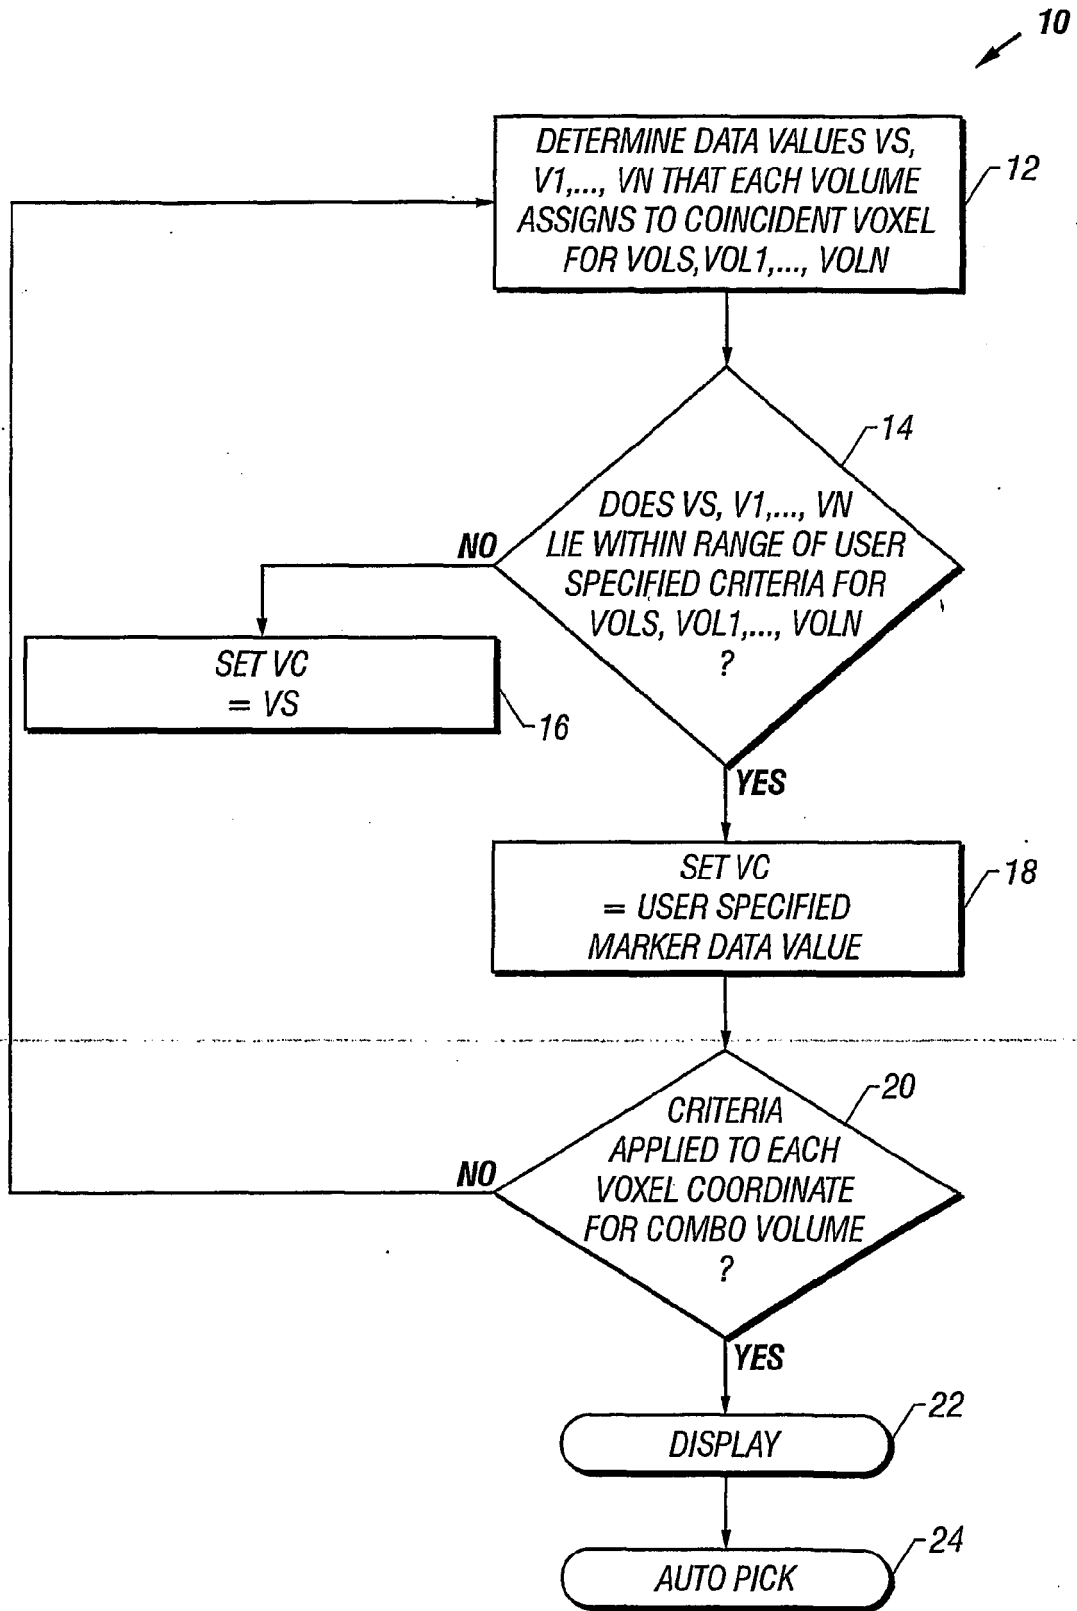 10
DETERMINE DATA VALUES VS,
V1,..., VN THAT EACH VOLUME
ASSIGNS TO COINCIDENT VOXEL
FOR VOLS, VOL1,..., VOLN
12
14
DOES VS, V1,..., VN
LIE WITHIN RANGE OF USER
SPECIFIED CRITERIA FOR
VOLS, VOL1,..., VOLN
?
NO
SET VC
= VS
16
YES
SET VC
= USER SPECIFIED
MARKER DATA VALUE
18
20
CRITERIA
APPLIED TO EACH
VOXEL COORDINATE
FOR COMBO VOLUME
?
NO
YES
22
DISPLAY
24
AUTO PICK